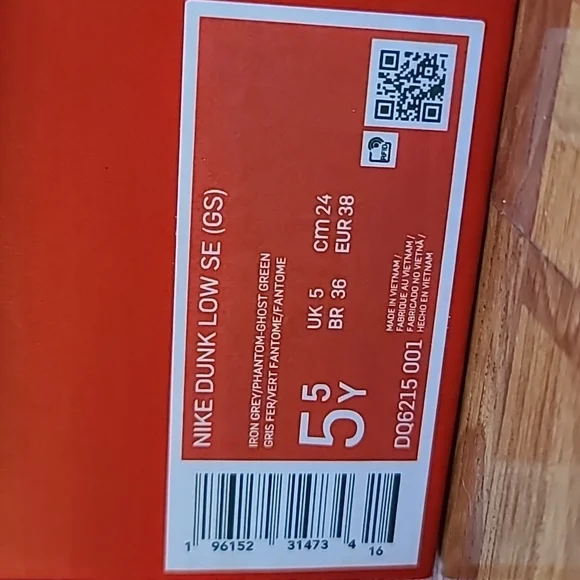 NIKE DUNK LOW SE (GS)
IRON GREY/PHANTOM-GHOST GREEN
GRIS FER/VERT FANTOME/FANTOME
5 5 Y
UK 5 cm 24
BR 36 EUR 38
RFID
DQ6215 001
MADE IN VIETNAM /
FABRIQUE AU VIETNAM /
FABRICADO NO VIETNÃ /
HECHO EN VIETNAM
1 96152 31473 4 16